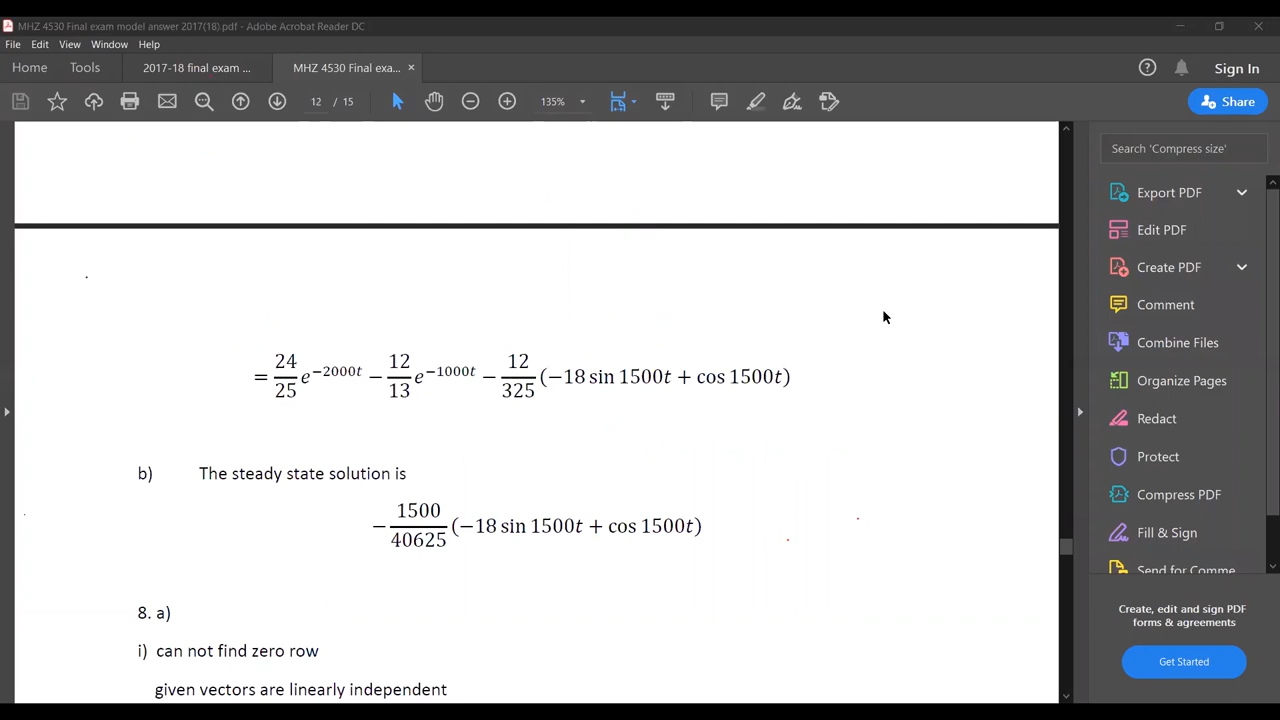 MHZ 4530 Final exam model answer 2017(18).pdf - Adobe Acrobat Reader DC
File Edit View Window Help
Home Tools 2017-18 final exam ... MHZ 4530 Final exa... × Sign In
12 / 15 135% Share
Search 'Compress size'
Export PDF
Edit PDF
Create PDF
Comment
Combine Files
Organize Pages
Redact
Protect
Compress PDF
Fill & Sign
Send for Comme
Create, edit and sign PDF
forms & agreements
Get Started
= 24/25 e^{−2000t} − 12/13 e^{−1000t} − 12/325 (−18 sin 1500t + cos 1500t)
b) The steady state solution is
− 1500/40625 (−18 sin 1500t + cos 1500t)
8. a)
i) can not find zero row
given vectors are linearly independent